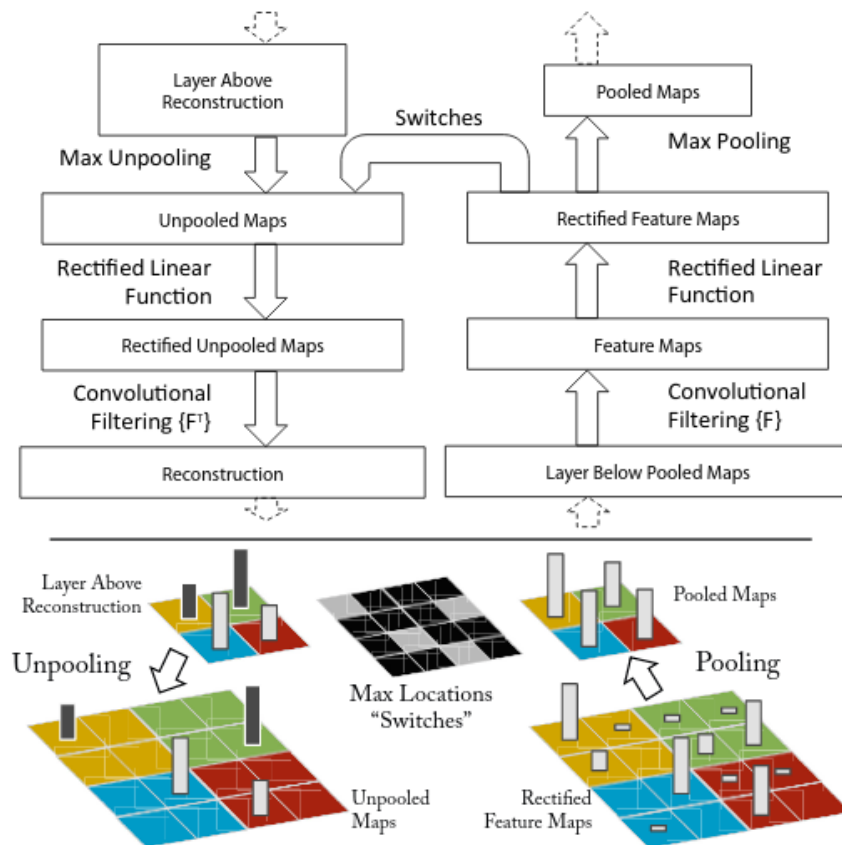 Layer Above
Reconstruction
Pooled Maps
Switches
Max Unpooling
Max Pooling
Unpooled Maps
Rectified Feature Maps
Rectified Linear
Function
Rectified Linear
Function
Rectified Unpooled Maps
Feature Maps
Convolutional
Filtering {Fᵀ}
Convolutional
Filtering {F}
Reconstruction
Layer Below Pooled Maps
Layer Above
Reconstruction
Pooled Maps
Unpooling
Pooling
Max Locations
“Switches”
Unpooled
Maps
Rectified
Feature Maps